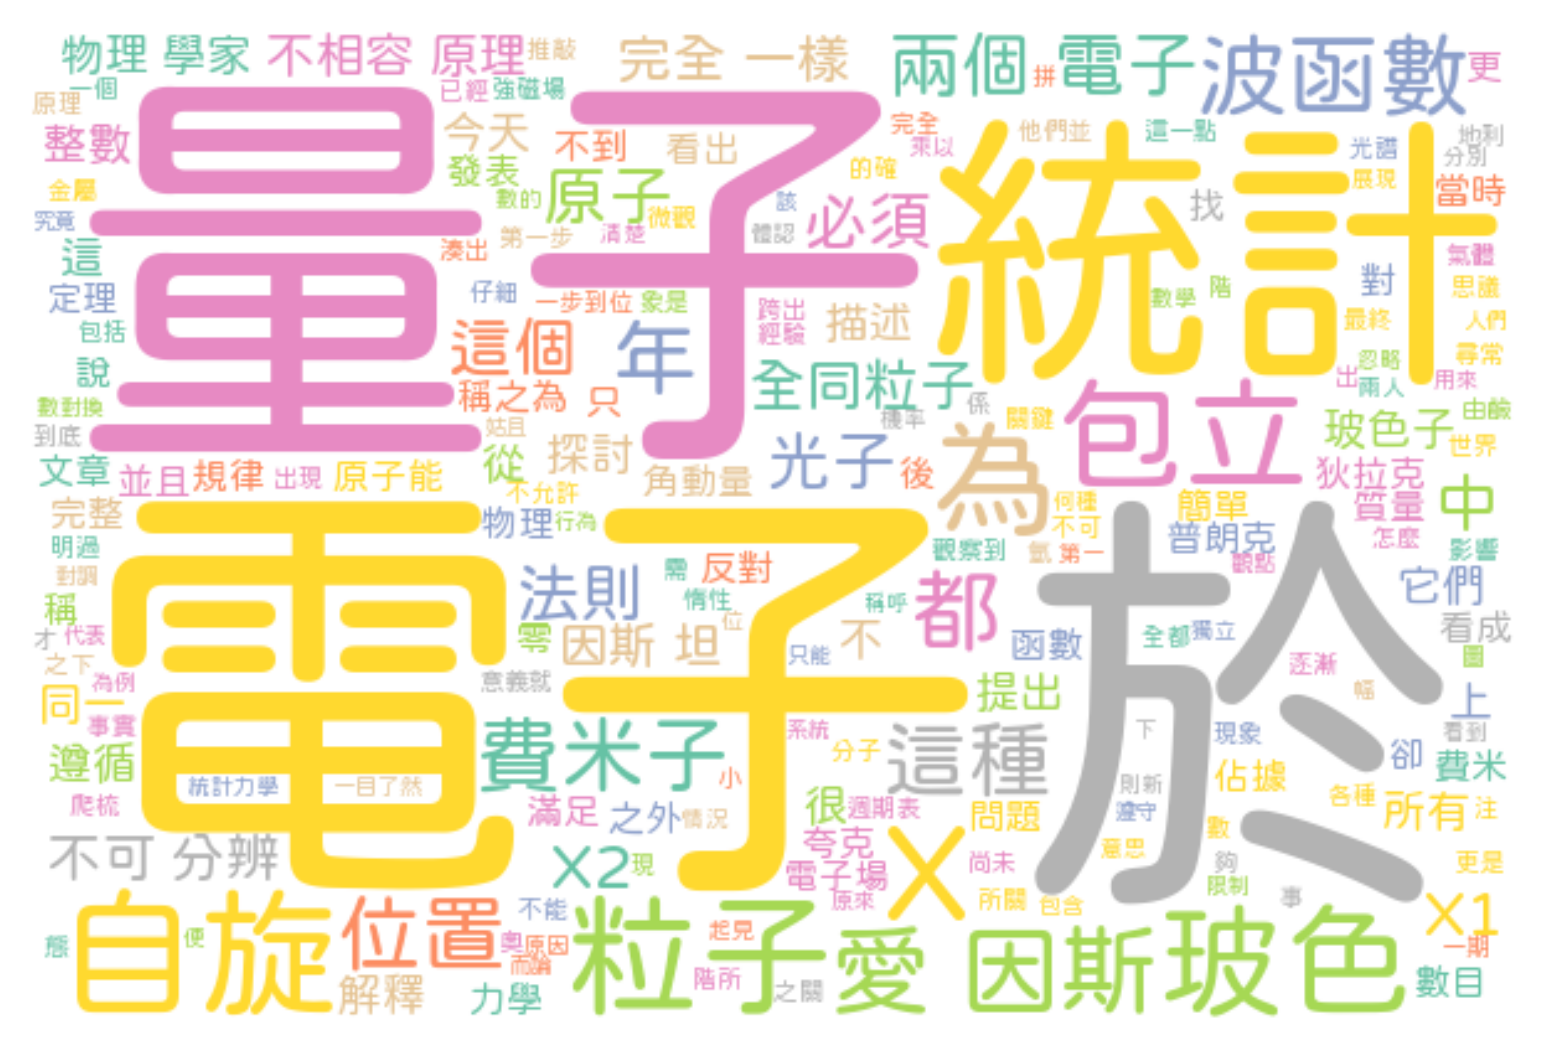 物理 學家 不相容 原理 推敲 完全 一樣 兩個 拼 電子 波函數 更
原理 一個 已經 強磁場
整數 量子 今天 不到 看出 完全 乘以 他們並 這一點 光譜 地利 分別
金屬 發表 數的 原子 微觀 的確 統計 展現 當時
究竟 第一步 清楚 該 體認 必須 找
這 湊出 氣體
定理 仔細 一步到位 象是 跨出 數學 階 對 思議
包括 這個 年 經驗 描述 最終 人們
說 全同粒子 忽略 尋常
數對換 稱之為 只 機率 係 出 兩人 用來
到底 姑且 關鍵 包立 玻色子 由 世界
文章 並且 規律 出現 原子能 從 探討 角動量 光子 後 為 狄拉克
完整 不允許 何種 簡單 質量 中
明過 電子 物理 行為 觀察到 氫 第一 不可 普朗克 觀點 怎麼 影響
對調 需 反對 於 它們
稱 法則 惰性 稱呼 都
才 代表 零 因斯 坦 位 只能 不 函數 全都 獨立 看成
之下 為例 意義就 逐漸 圖
同一 事實 提出 幅 上
遵循 費米子 系統 分子 這種 下 現象 看到 卻 費米
爬梳 統計力學 一目了然 小 則新 佔據
滿足 之外 情況 很 週期表 問題 遵守 各種 所有 注
不可 分辨 X2 現 夸克 X 尚未 意思 數 更是
電子場 夠
自旋 位置 不能 原來 所關 包含 限制 事 X1
態 便 奧 原因 粒子 起見 愛 因斯 玻色 一期
解釋 而論 力學 階所 之關 數目